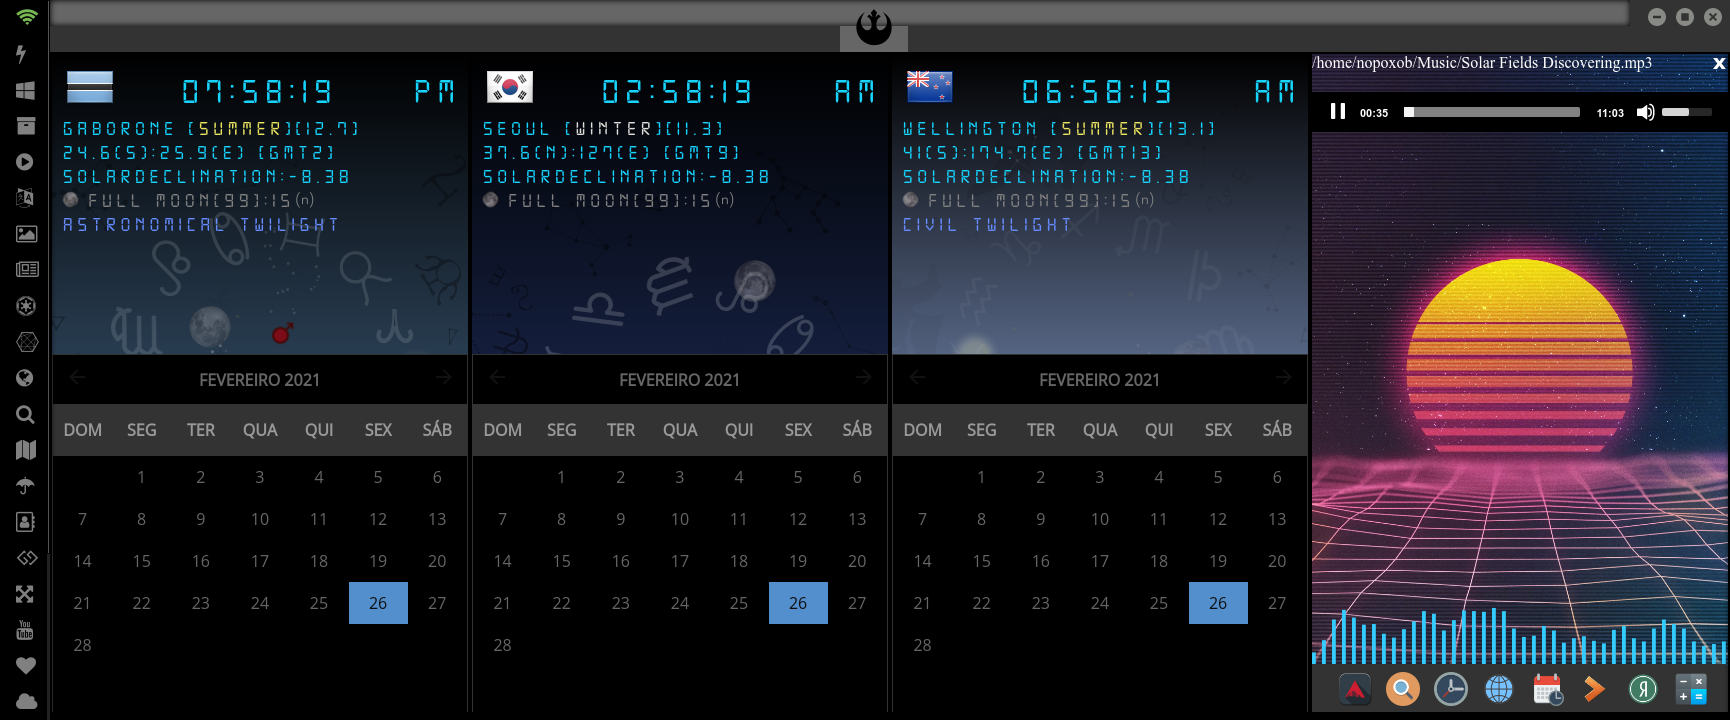 07:58:19 PM
GABORONE [SUMMER][12.7]
24.6(S):25.9(E) [GMT2]
SOLARDECLINATION:-8.38
FULL MOON[99]:15(n)
ASTRONOMICAL TWILIGHT
FEVEREIRO 2021
DOM SEG TER QUA QUI SEX SÁB
1 2 3 4 5 6
7 8 9 10 11 12 13
14 15 16 17 18 19 20
21 22 23 24 25 26 27
28
02:58:19 AM
SEOUL [WINTER][11.3]
37.6(N):127(E) [GMT9]
SOLARDECLINATION:-8.38
FULL MOON[99]:15(n)
FEVEREIRO 2021
DOM SEG TER QUA QUI SEX SÁB
1 2 3 4 5 6
7 8 9 10 11 12 13
14 15 16 17 18 19 20
21 22 23 24 25 26 27
28
06:58:19 AM
WELLINGTON [SUMMER][13.1]
41(S):174.7(E) [GMT13]
SOLARDECLINATION:-8.38
FULL MOON[99]:15(n)
CIVIL TWILIGHT
FEVEREIRO 2021
DOM SEG TER QUA QUI SEX SÁB
1 2 3 4 5 6
7 8 9 10 11 12 13
14 15 16 17 18 19 20
21 22 23 24 25 26 27
28
/home/nopoxob/Music/Solar Fields Discovering.mp3 x
00:35 11:03
You
Tube
Я